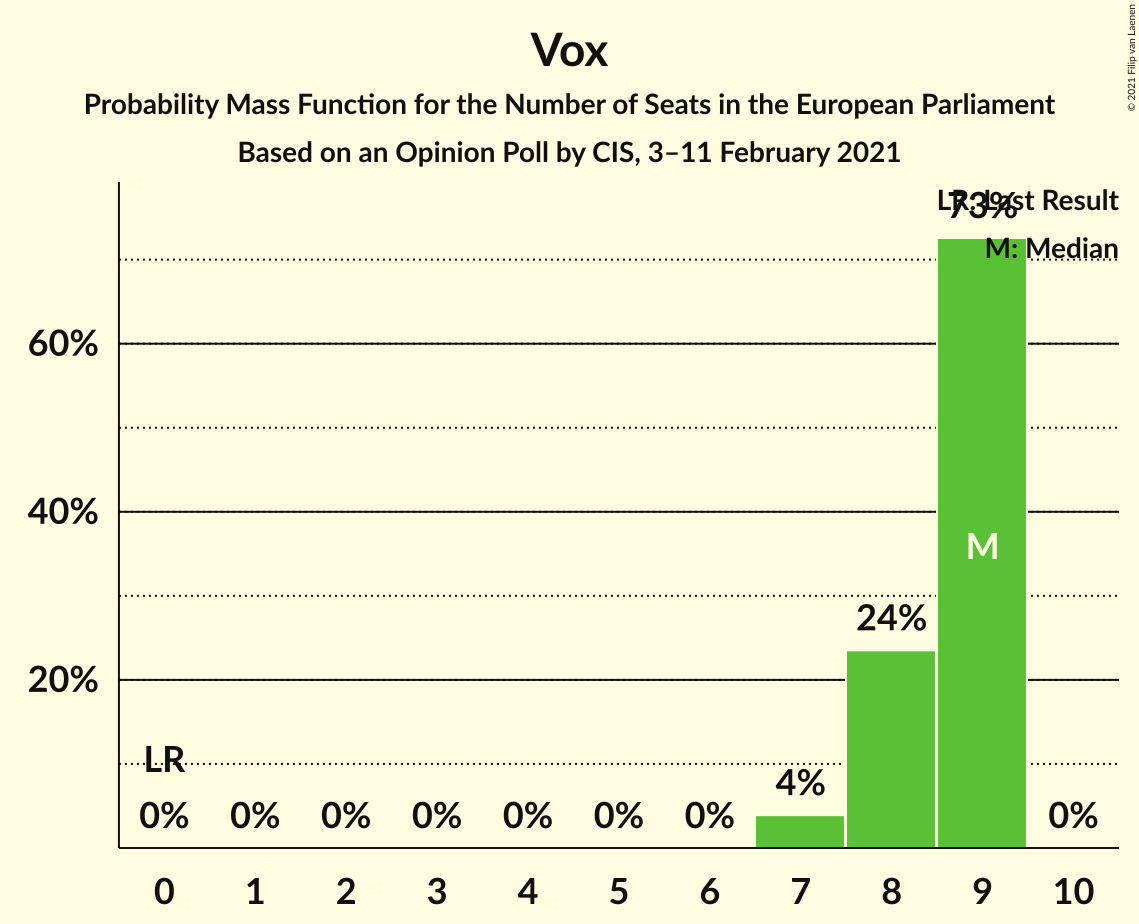 Vox
Probability Mass Function for the Number of Seats in the European Parliament
Based on an Opinion Poll by CIS, 3–11 February 2021
© 2021 Filip van Laenen
LR: Last Result
M: Median
73%
60%
40%
M
24%
20%
LR
4%
0% 0% 0% 0% 0% 0% 0% 0%
0 1 2 3 4 5 6 7 8 9 10